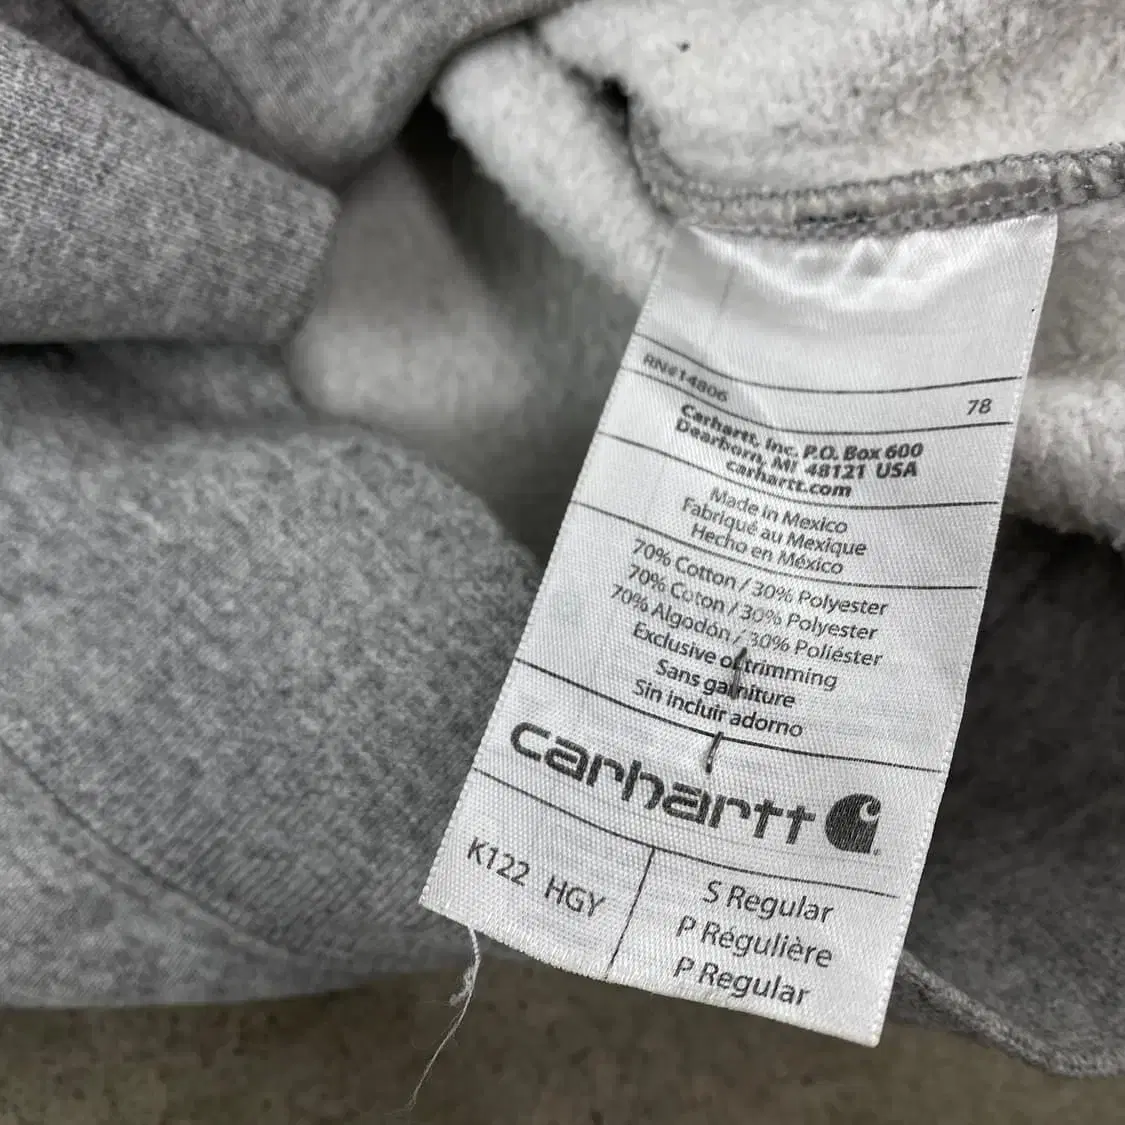 RN#14806 78
Carhartt, Inc. P.O. Box 600
Dearborn, MI 48121 USA
carhartt.com
Made in Mexico
Fabriqué au Mexique
Hecho en México
70% Cotton / 30% Polyester
70% Coton / 30% Polyester
70% Algodón / 30% Poliéster
Exclusive of trimming
Sans garniture
Sin incluir adorno
carhartt
K122 HGY
S Regular
P Régulière
P Regular